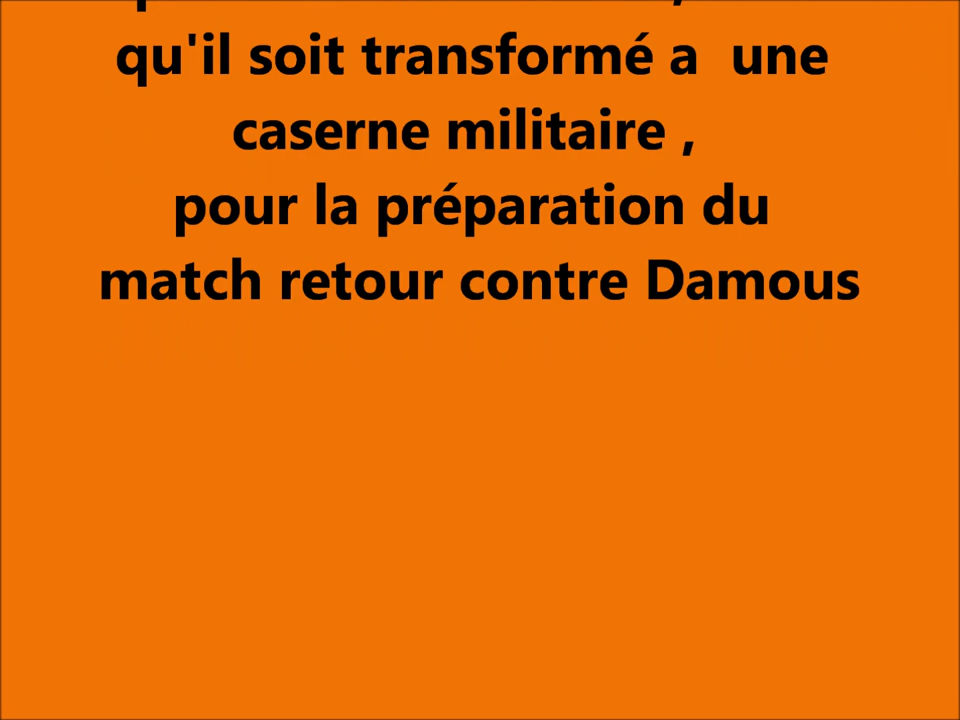 qu'il soit transformé a une
caserne militaire ,
pour la préparation du
match retour contre Damous